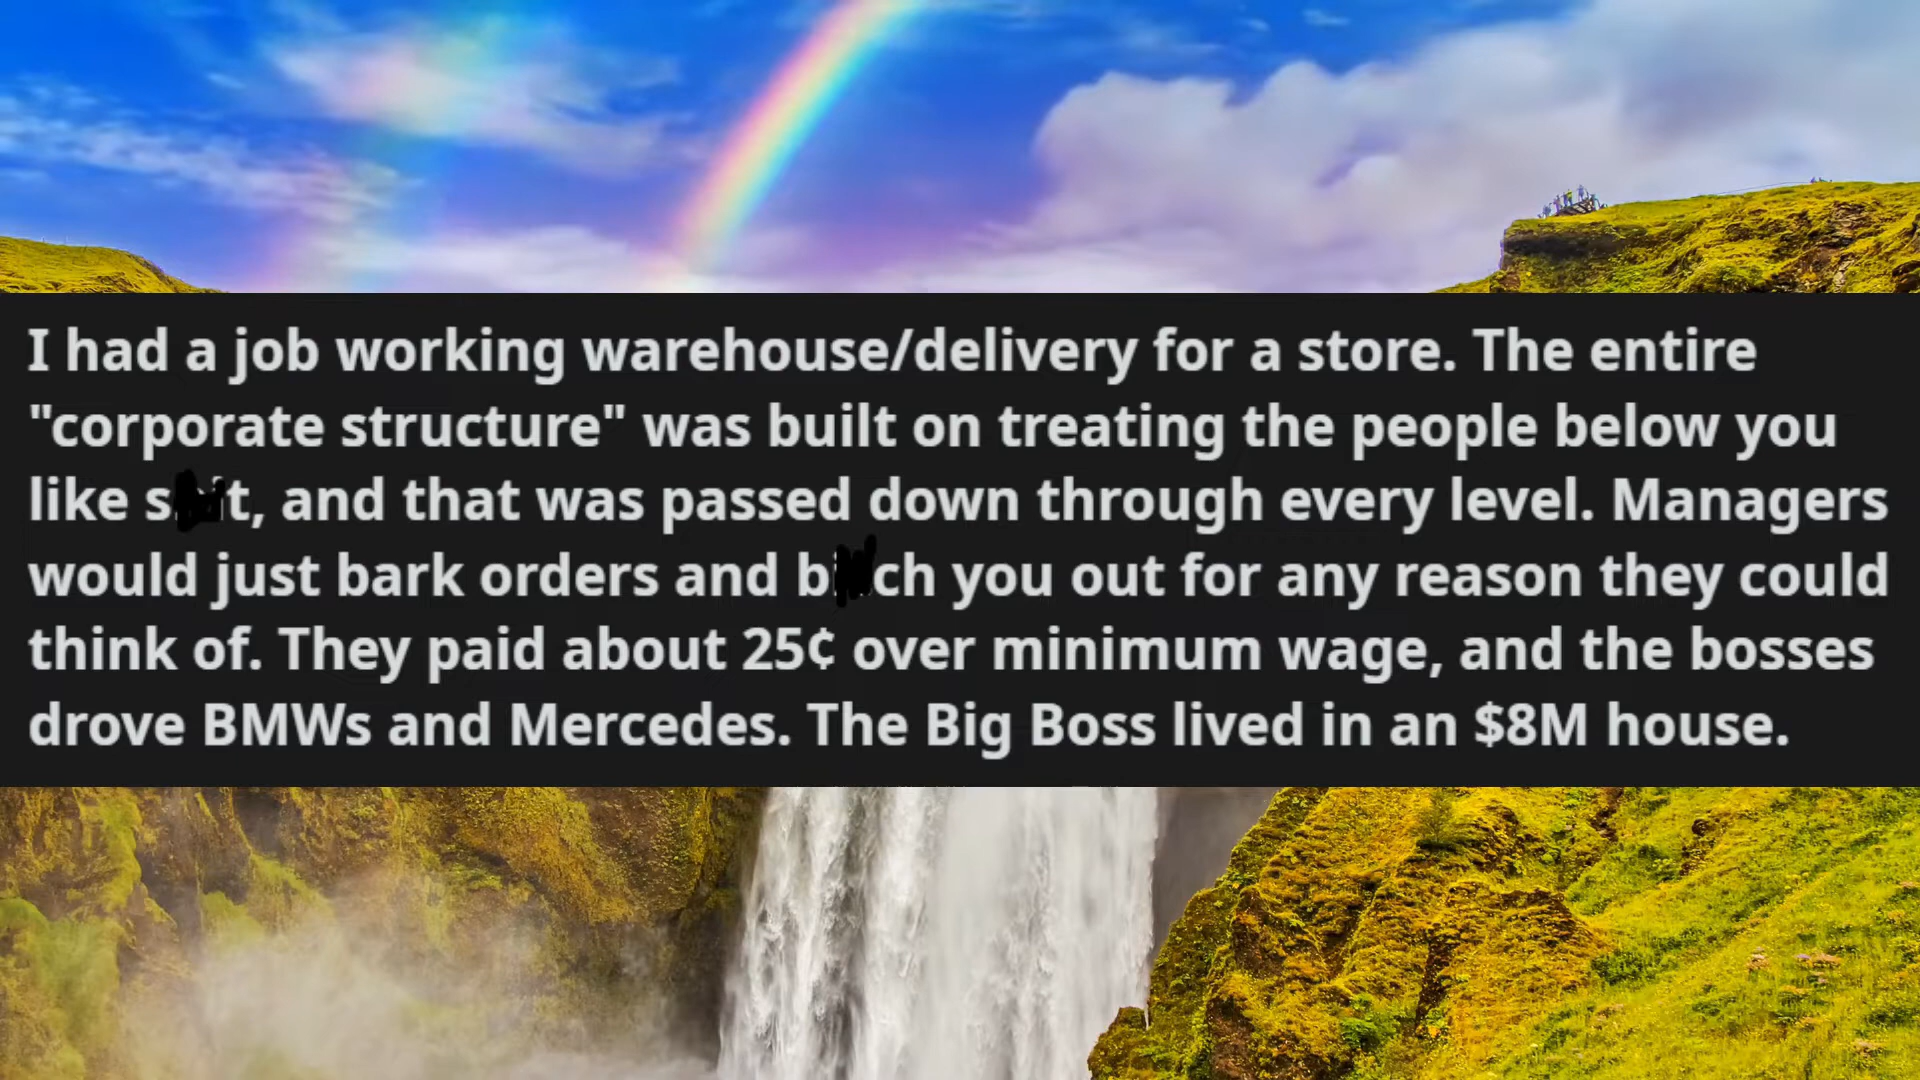 I had a job working warehouse/delivery for a store. The entire
"corporate structure" was built on treating the people below you
like s t, and that was passed down through every level. Managers
would just bark orders and bi ch you out for any reason they could
think of. They paid about 25¢ over minimum wage, and the bosses
drove BMWs and Mercedes. The Big Boss lived in an $8M house.